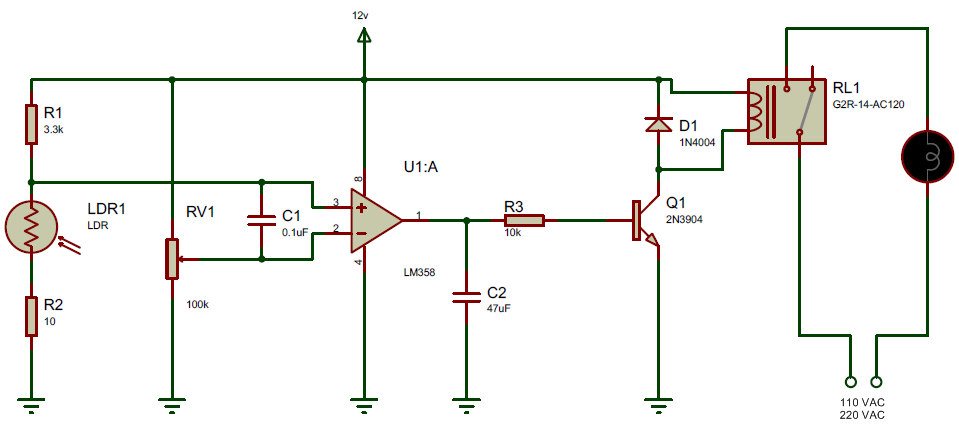 12v
R1
3.3k
LDR1
LDR
R2
10
RV1
100k
C1
0.1uF
U1:A
3
2
8
4
1
+
−
LM358
R3
10k
C2
47uF
D1
1N4004
Q1
2N3904
RL1
G2R-14-AC120
110 VAC
220 VAC